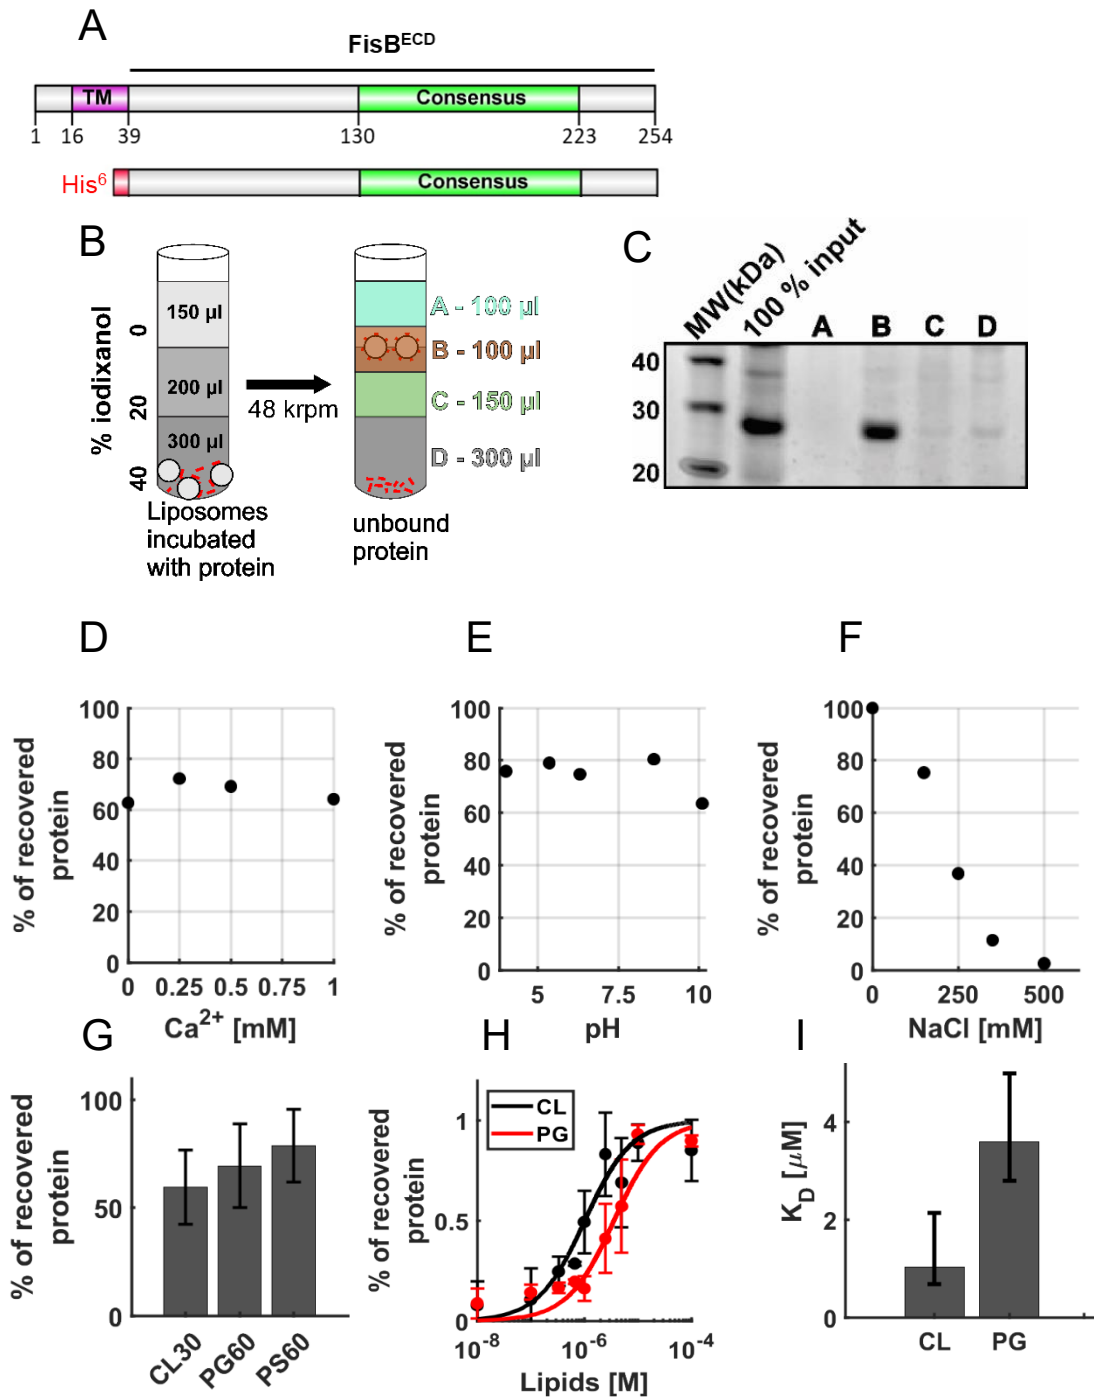 A
FisB^ECD
TM
Consensus
1 16 39 130 223 254
His^6
Consensus
B
% iodixanol
0
20
40
150 µl
200 µl
300 µl
48 krpm
A - 100 µl
B - 100 µl
C - 150 µl
D - 300 µl
Liposomes
incubated
with protein
unbound
protein
C
MW(kDa)
100 % input
A B C D
40
30
20
D
% of recovered
protein
100
80
60
40
20
0
0 0.25 0.5 0.75 1
Ca^2+ [mM]
E
% of recovered
protein
100
80
60
40
20
0
5 7.5 10
pH
F
% of recovered
protein
100
80
60
40
20
0
0 250 500
NaCl [mM]
G
% of recovered
protein
100
50
0
CL30 PG60 PS60
H
% of recovered
protein
1
0.5
0
CL
PG
10^-8 10^-6 10^-4
Lipids [M]
I
K_D [µM]
4
2
0
CL PG